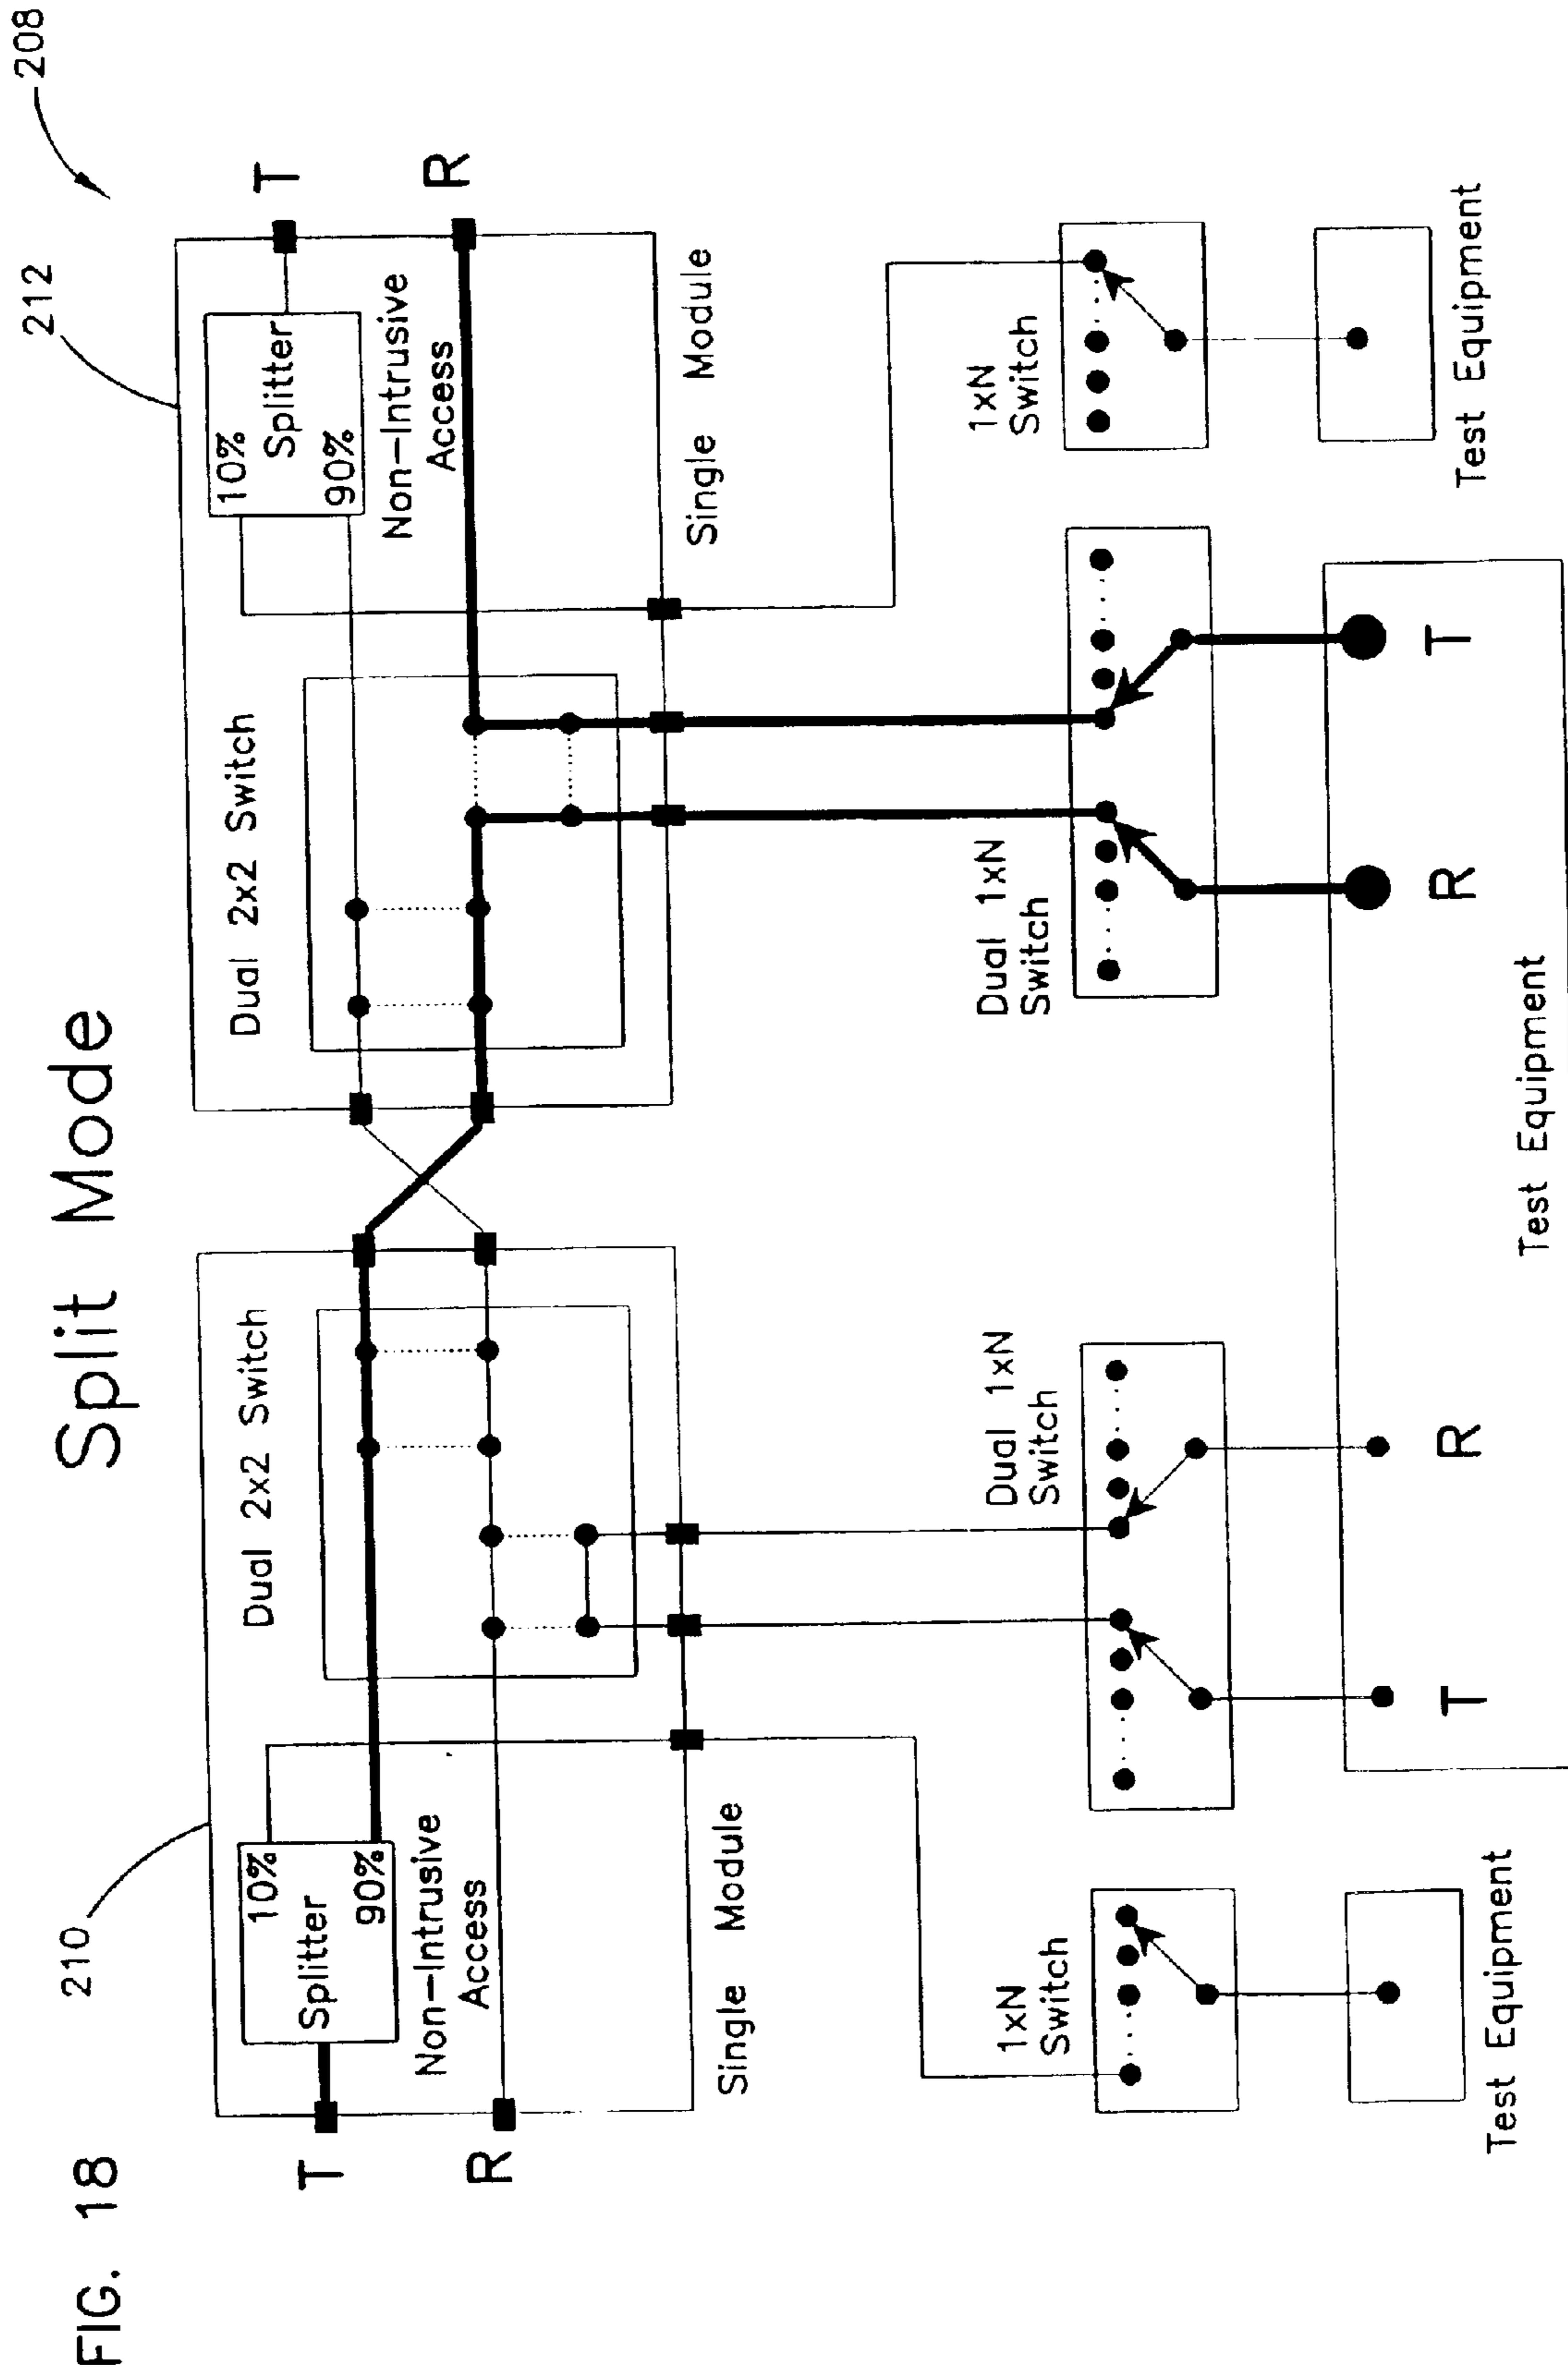 FIG. 18
Split Mode
208
210
212
T
R
Splitter
10%
90%
Non-Intrusive
Access
Dual 2x2 Switch
Single Module
Dual 2x2 Switch
10%
Splitter
90%
Non-Intrusive
Access
Single Module
T
R
1xN
Switch
Dual 1xN
Switch
Dual 1xN
Switch
1xN
Switch
Test Equipment
T
R
R
T
Test Equipment
Test Equipment